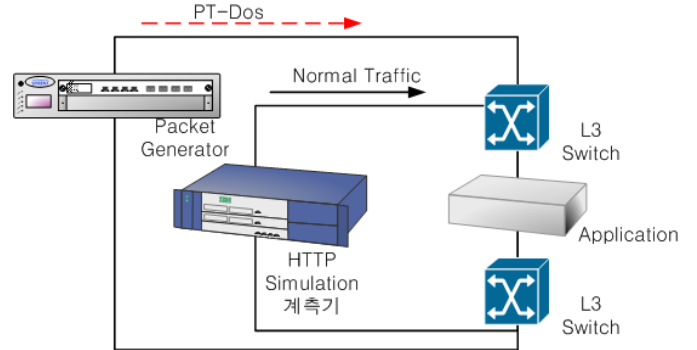 PT-Dos
Normal Traffic
Packet
Generator
L3
Switch
Application
HTTP
Simulation
계측기
L3
Switch